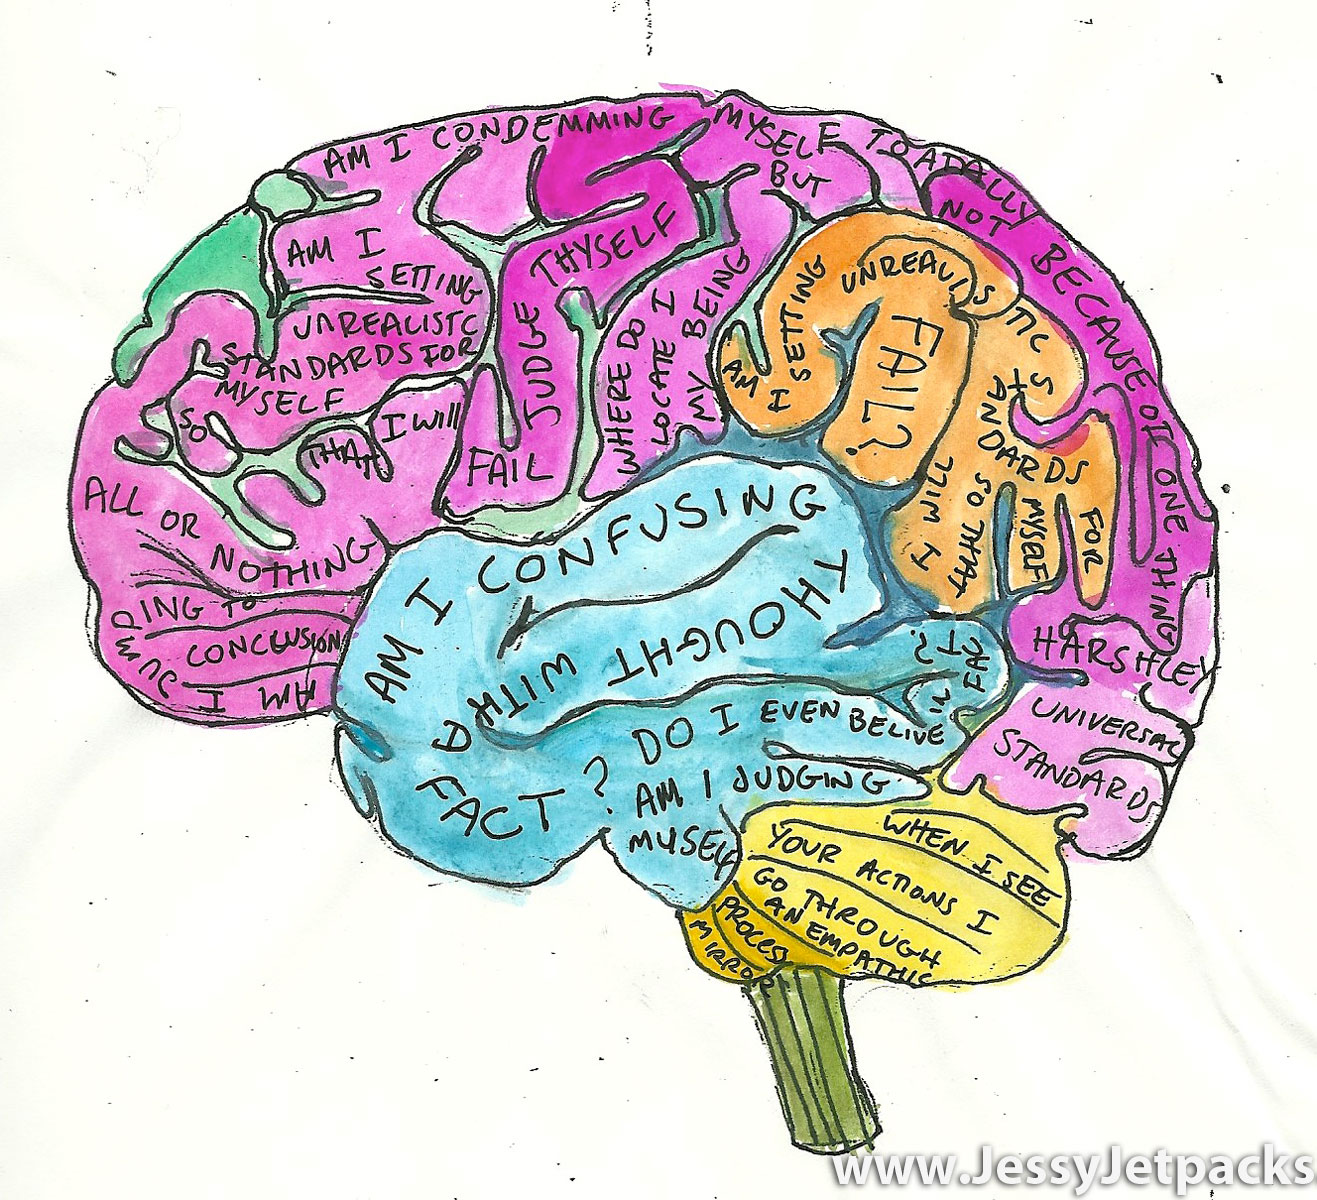 AM I CONDEMMING
MYSELF TOADALLY
BUT
NOT BECAUSE OF ONE THING
AM I
SETTING
UNREALISTC
STANDARDS FOR
MYSELF
SO
THAT
I WILL
FAIL
JUDGE THYSELF
WHERE DO I
LOCATE I
MY BEING
AM I SETTING UNREALISTIC STANDARDS FOR
MYSELF
SO THAT
I WILL
FAIL?
ALL OR NOTHING
JUMPING TO
CONCLUSION
AM I
AM I CONFUSING
THOUGHT WITH A
FACT?
DO I EVEN BELIVE
IN FACT?
AM I JUDGING
MYSELF
HARSHLEY
UNIVERSAL
STANDARDS
WHEN I SEE
YOUR ACTIONS I
GO THROUGH
AN EMPATHIC
PROCESS
MIRROR
www.JessyJetpacks